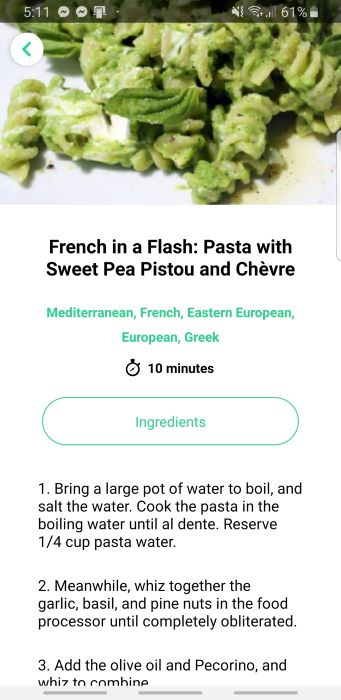 5:11
61%
French in a Flash: Pasta with
Sweet Pea Pistou and Chèvre
Mediterranean, French, Eastern European,
European, Greek
10 minutes
Ingredients
1. Bring a large pot of water to boil, and
salt the water. Cook the pasta in the
boiling water until al dente. Reserve
1/4 cup pasta water.
2. Meanwhile, whiz together the
garlic, basil, and pine nuts in the food
processor until completely obliterated.
3. Add the olive oil and Pecorino, and
whiz to combine